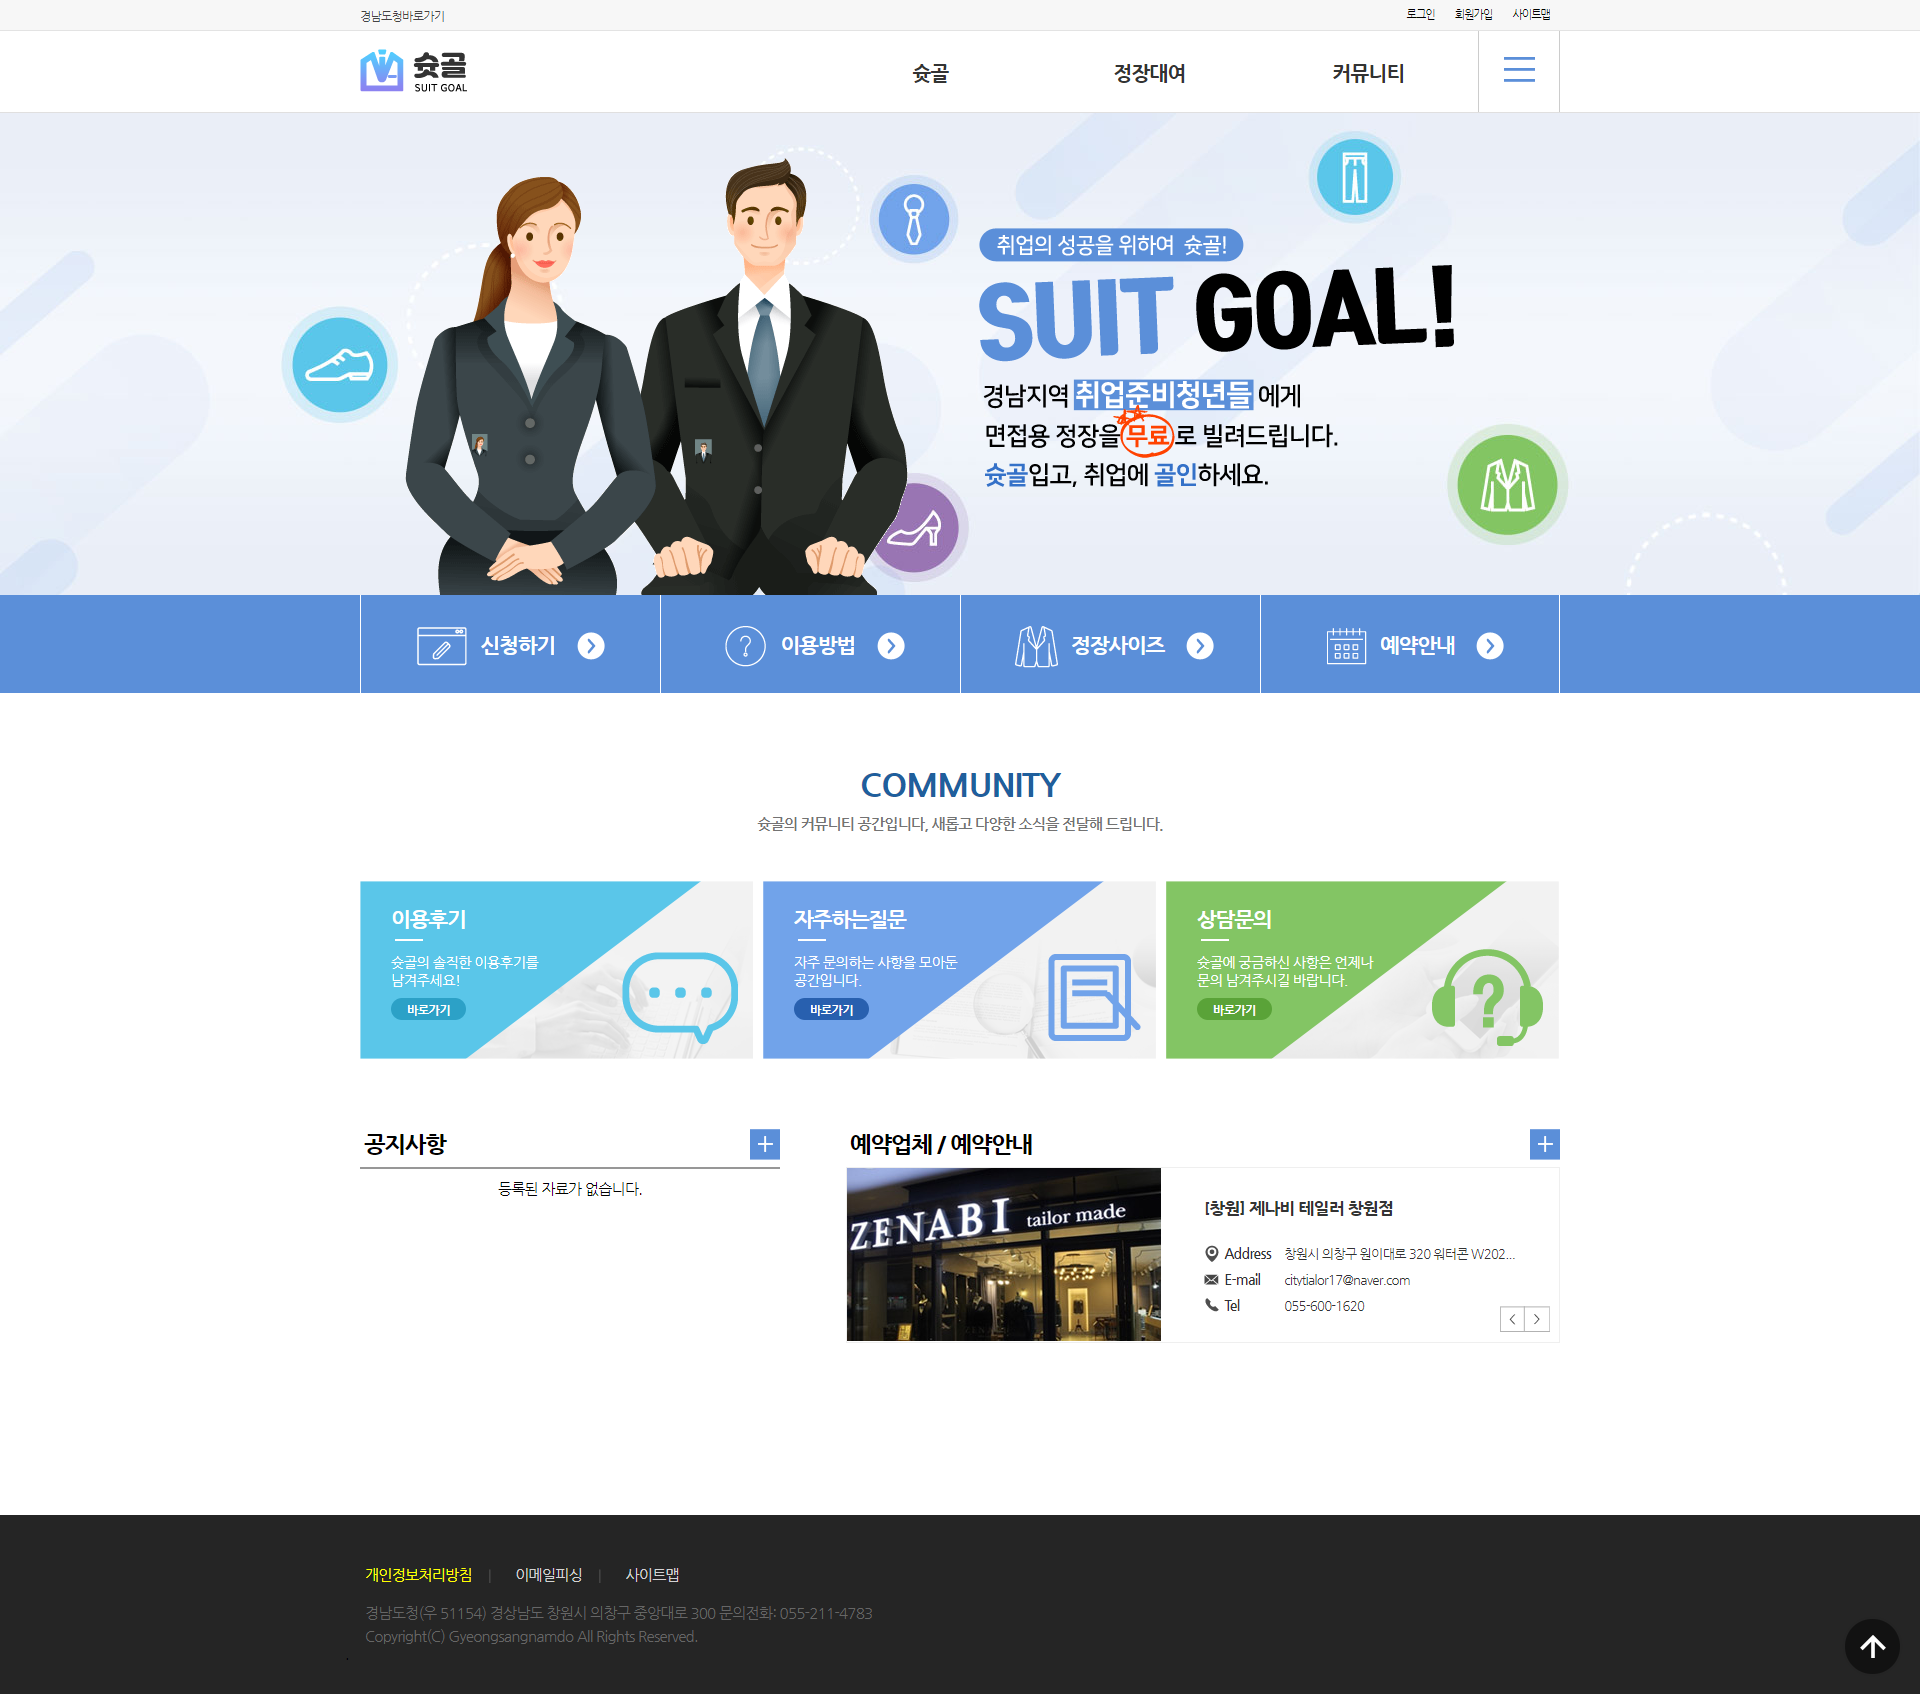 경남도청바로가기
로그인 회원가입 사이트맵
슛골
SUIT GOAL
슛골 정장대여 커뮤니티
취업의 성공을 위하여 슛골!
SUIT GOAL!
경남지역 취업준비청년들 에게
면접용 정장을 무료로 빌려드립니다.
슛골입고, 취업에 골인하세요.
신청하기 이용방법 정장사이즈 예약안내
COMMUNITY
슛골의 커뮤니티 공간입니다, 새롭고 다양한 소식을 전달해 드립니다.
이용후기
슛골의 솔직한 이용후기를
남겨주세요!
바로가기
자주하는질문
자주 문의하는 사항을 모아둔
공간입니다.
바로가기
상담문의
슛골에 궁금하신 사항은 언제나
문의 남겨주시길 바랍니다.
바로가기
공지사항
등록된 자료가 없습니다.
예약업체 / 예약안내
ZENABI tailor made
[창원] 제나비 테일러 창원점
Address 창원시 의창구 원이대로 320 워터콘 W202...
E-mail citytialor17@naver.com
Tel 055-600-1620
개인정보처리방침 | 이메일피싱 | 사이트맵
경남도청(우 51154) 경상남도 창원시 의창구 중앙대로 300 문의전화: 055-211-4783
Copyright(C) Gyeongsangnamdo All Rights Reserved.